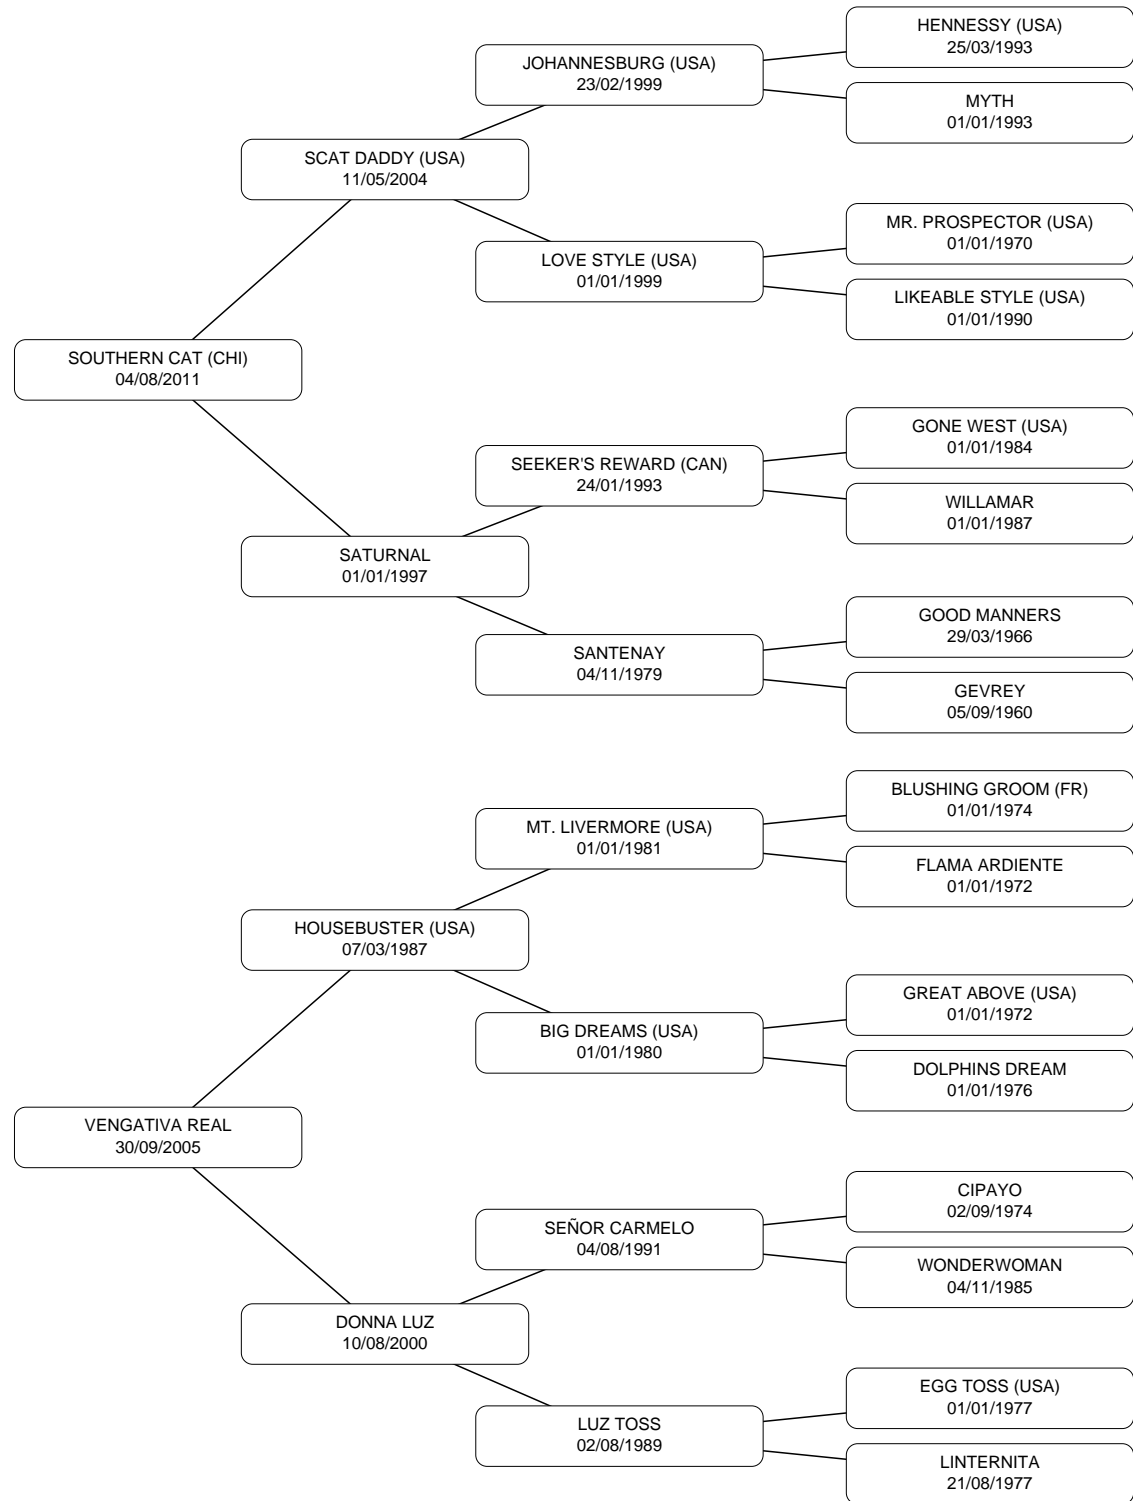 HENNESSY (USA)
25/03/1993
JOHANNESBURG (USA)
23/02/1999
MYTH
01/01/1993
SCAT DADDY (USA)
11/05/2004
MR. PROSPECTOR (USA)
01/01/1970
LOVE STYLE (USA)
01/01/1999
LIKEABLE STYLE (USA)
01/01/1990
SOUTHERN CAT (CHI)
04/08/2011
GONE WEST (USA)
01/01/1984
SEEKER'S REWARD (CAN)
24/01/1993
WILLAMAR
01/01/1987
SATURNAL
01/01/1997
GOOD MANNERS
29/03/1966
SANTENAY
04/11/1979
GEVREY
05/09/1960
BLUSHING GROOM (FR)
01/01/1974
MT. LIVERMORE (USA)
01/01/1981
FLAMA ARDIENTE
01/01/1972
HOUSEBUSTER (USA)
07/03/1987
GREAT ABOVE (USA)
01/01/1972
BIG DREAMS (USA)
01/01/1980
DOLPHINS DREAM
01/01/1976
VENGATIVA REAL
30/09/2005
CIPAYO
02/09/1974
SEÑOR CARMELO
04/08/1991
WONDERWOMAN
04/11/1985
DONNA LUZ
10/08/2000
EGG TOSS (USA)
01/01/1977
LUZ TOSS
02/08/1989
LINTERNITA
21/08/1977